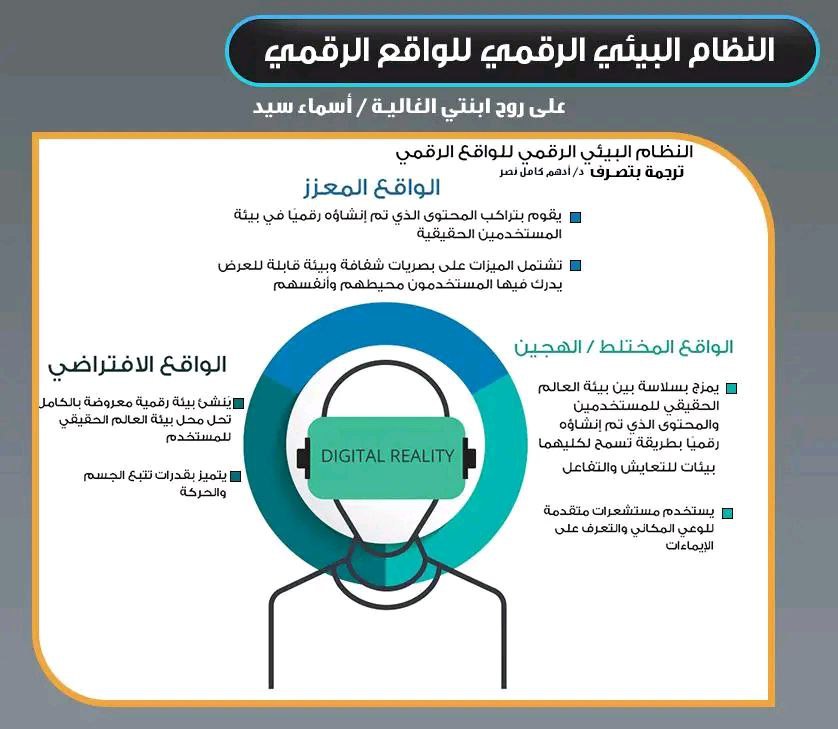 النظام البيئي الرقمي للواقع الرقمي
على روح ابنتي الغالية / أسماء سيد
النظام البيئي الرقمي للواقع الرقمي
ترجمة بتصرف د/ أدهم كامل نصر
الواقع المعزز
يقوم بتراكب المحتوى الذي تم إنشاؤه رقميًا في بيئة
المستخدمين الحقيقية
تشتمل الميزات على بصريات شفافة وبيئة قابلة للعرض
يدرك فيها المستخدمون محيطهم وأنفسهم
الواقع المختلط / الهجين
يمزج بسلاسة بين بيئة العالم
الحقيقي للمستخدمين
والمحتوى الذي تم إنشاؤه
رقميًا بطريقة تسمح لكليهما
بيئات للتعايش والتفاعل
يستخدم مستشعرات متقدمة
للوعي المكاني والتعرف على
الإيماءات
الواقع الافتراضي
يُنشئ بيئة رقمية معروضة بالكامل
تحل محل بيئة العالم الحقيقي
للمستخدم
يتميز بقدرات تتبع الجسم
والحركة
DIGITAL REALITY